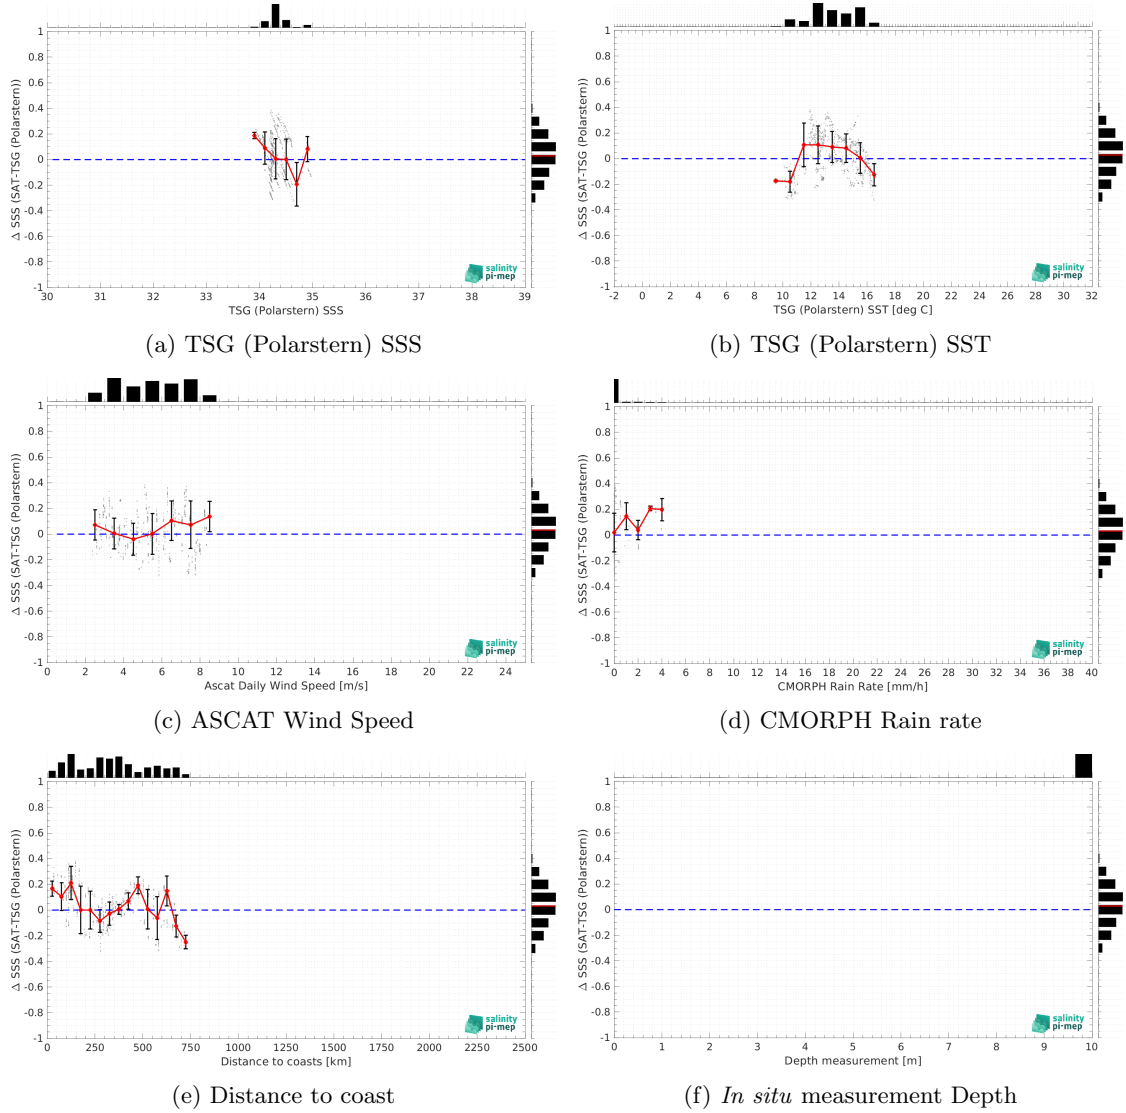 1
0.8
0.6
0.4
0.2
0
-0.2
-0.4
-0.6
-0.8
-1
Δ SSS (SAT-TSG (Polarstern))
salinity
pi-mep
30 31 32 33 34 35 36 37 38 39
TSG (Polarstern) SSS
(a) TSG (Polarstern) SSS
1
0.8
0.6
0.4
0.2
0
-0.2
-0.4
-0.6
-0.8
-1
Δ SSS (SAT-TSG (Polarstern))
salinity
pi-mep
-2 0 2 4 6 8 10 12 14 16 18 20 22 24 26 28 30 32
TSG (Polarstern) SST [deg C]
(b) TSG (Polarstern) SST
1
0.8
0.6
0.4
0.2
0
-0.2
-0.4
-0.6
-0.8
-1
Δ SSS (SAT-TSG (Polarstern))
salinity
pi-mep
0 2 4 6 8 10 12 14 16 18 20 22 24
Ascat Daily Wind Speed [m/s]
(c) ASCAT Wind Speed
1
0.8
0.6
0.4
0.2
0
-0.2
-0.4
-0.6
-0.8
-1
Δ SSS (SAT-TSG (Polarstern))
salinity
pi-mep
0 2 4 6 8 10 12 14 16 18 20 22 24 26 28 30 32 34 36 38 40
CMORPH Rain Rate [mm/h]
(d) CMORPH Rain rate
1
0.8
0.6
0.4
0.2
0
-0.2
-0.4
-0.6
-0.8
-1
Δ SSS (SAT-TSG (Polarstern))
salinity
pi-mep
0 250 500 750 1000 1250 1500 1750 2000 2250 2500
Distance to coasts [km]
(e) Distance to coast
1
0.8
0.6
0.4
0.2
0
-0.2
-0.4
-0.6
-0.8
-1
Δ SSS (SAT-TSG (Polarstern))
salinity
pi-mep
0 1 2 3 4 5 6 7 8 9 10
Depth measurement [m]
(f) In situ measurement Depth